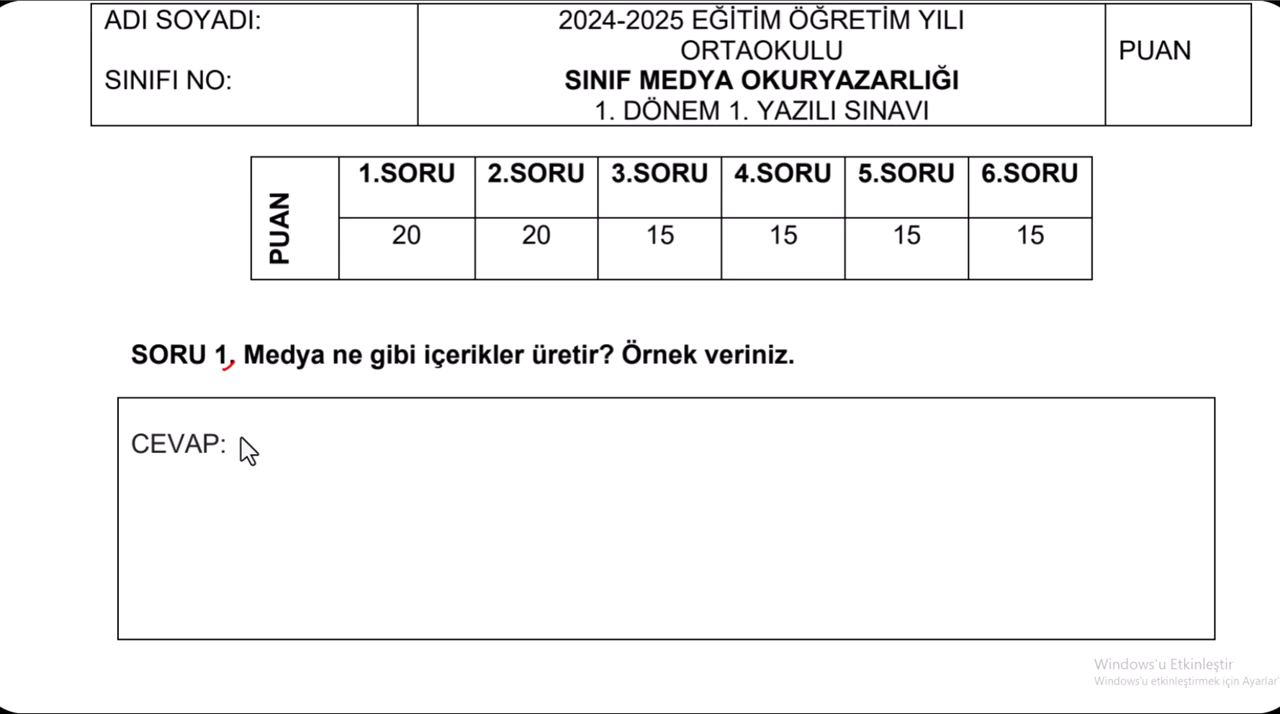 ADI SOYADI:
SINIFI NO:
2024-2025 EĞİTİM ÖĞRETİM YILI
ORTAOKULU
SINIF MEDYA OKURYAZARLIĞI
1. DÖNEM 1. YAZILI SINAVI
PUAN
PUAN
1.SORU 2.SORU 3.SORU 4.SORU 5.SORU 6.SORU
20 20 15 15 15 15
SORU 1. Medya ne gibi içerikler üretir? Örnek veriniz.
CEVAP:
Windows'u Etkinleştir
Windows'u etkinleştirmek için Ayarlar'